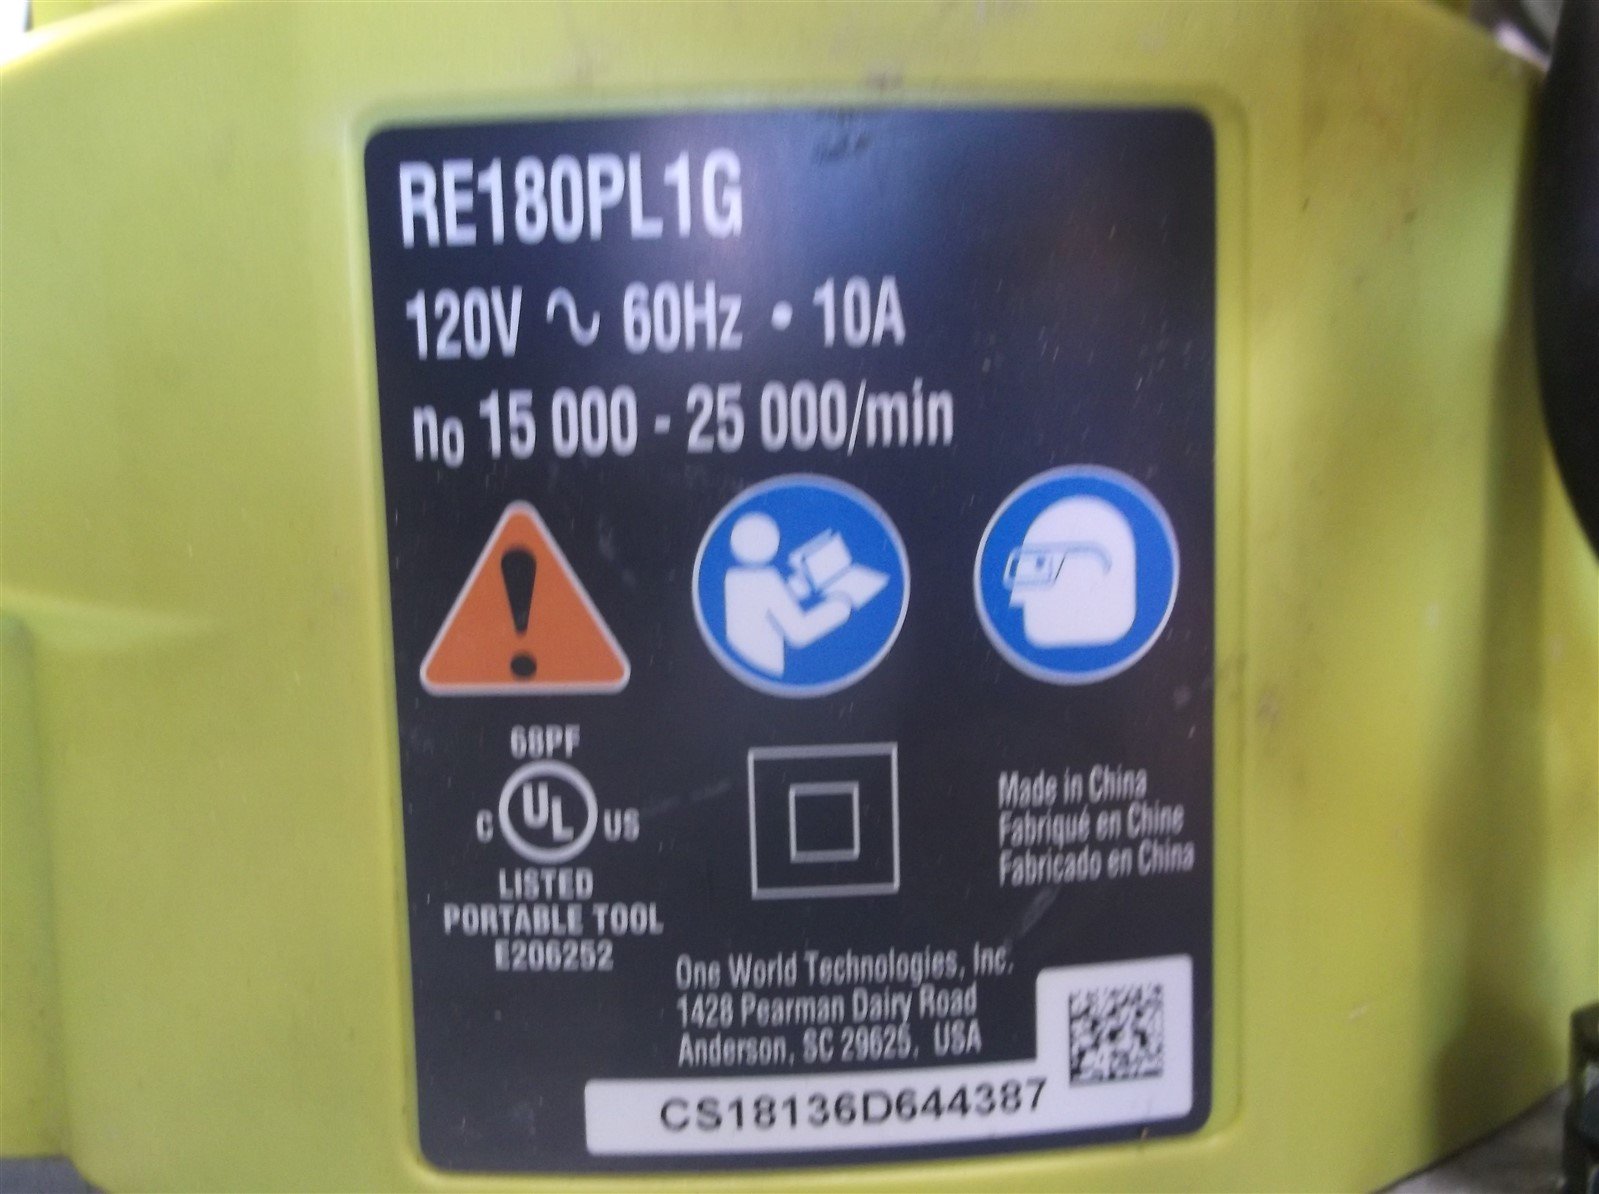 RE180PL1G
120V ~ 60Hz • 10A
n0 15 000 - 25 000/min
68PF
C UL US
LISTED
PORTABLE TOOL
E206252
Made in China
Fabriqué en Chine
Fabricado en China
One World Technologies, Inc.
1428 Pearman Dairy Road
Anderson, SC 29625, USA
CS18136D644387